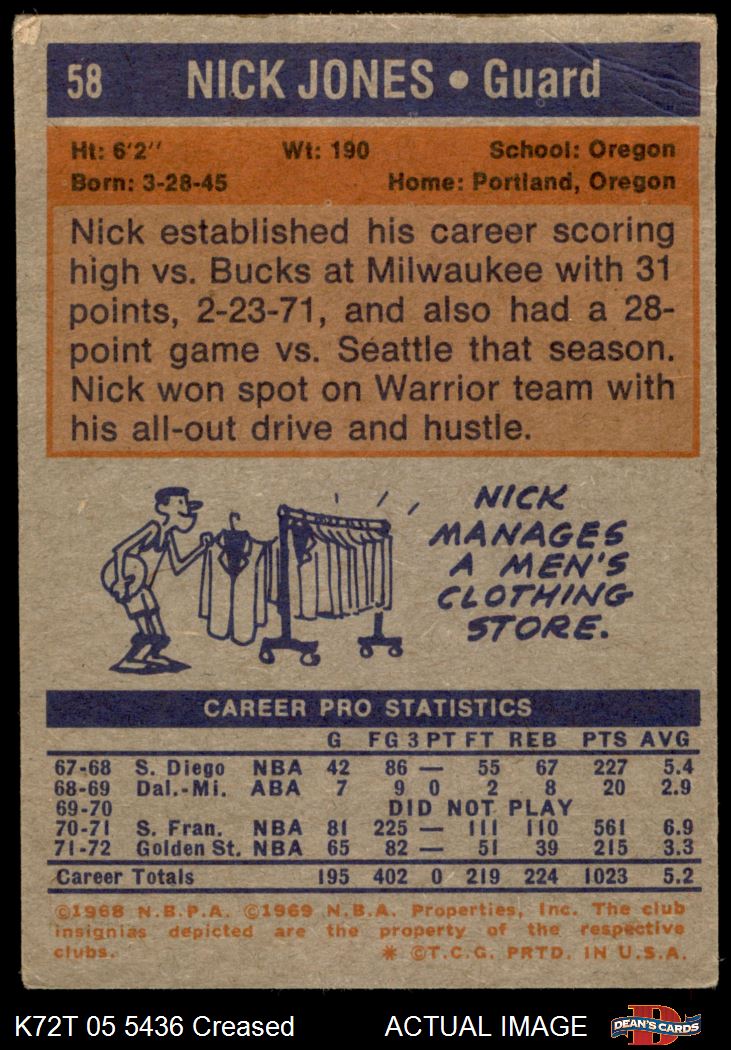 58 NICK JONES • Guard
Ht: 6'2" Wt: 190 School: Oregon
Born: 3-28-45 Home: Portland, Oregon
Nick established his career scoring
high vs. Bucks at Milwaukee with 31
points, 2-23-71, and also had a 28-
point game vs. Seattle that season.
Nick won spot on Warrior team with
his all-out drive and hustle.
NICK
MANAGES
A MEN'S
CLOTHING
STORE.
CAREER PRO STATISTICS
G FG 3 PT FT REB PTS AVG
67-68 S. Diego NBA 42 86 — 55 67 227 5.4
68-69 Dal.-Mi. ABA 7 9 0 2 8 20 2.9
69-70 DID NOT PLAY
70-71 S. Fran. NBA 81 225 — 111 110 561 6.9
71-72 Golden St. NBA 65 82 — 51 39 215 3.3
Career Totals 195 402 0 219 224 1023 5.2
©1968 N.B.P.A. ©1969 N.B.A. Properties, Inc. The club
insignias depicted are the property of the respective
clubs. * ©T.C.G. PRTD. IN U.S.A.
K72T 05 5436 Creased ACTUAL IMAGE D DEAN'S CARDS